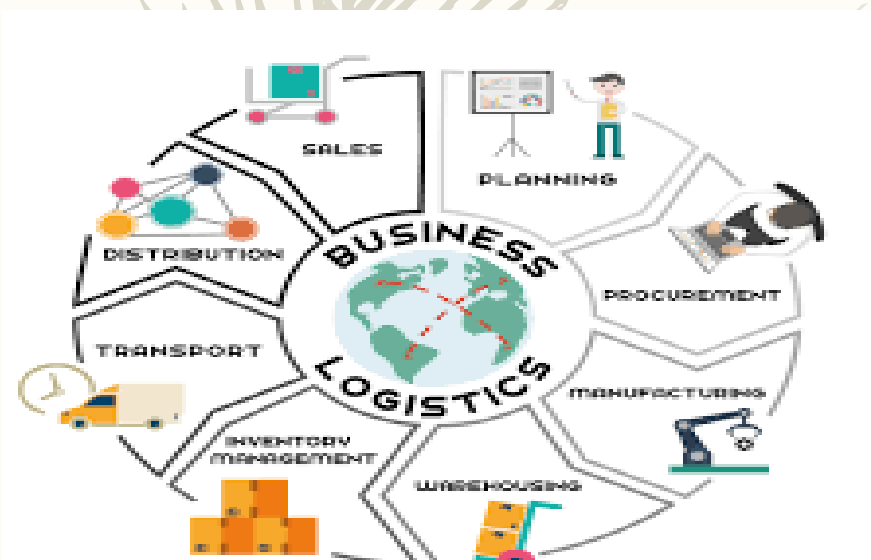 SALES
PLANNING
DISTRIBUTION
BUSINESS
PROCUREMENT
TRANSPORT
LOGISTICS
MANUFACTURING
INVENTORY
MANAGEMENT
WAREHOUSING